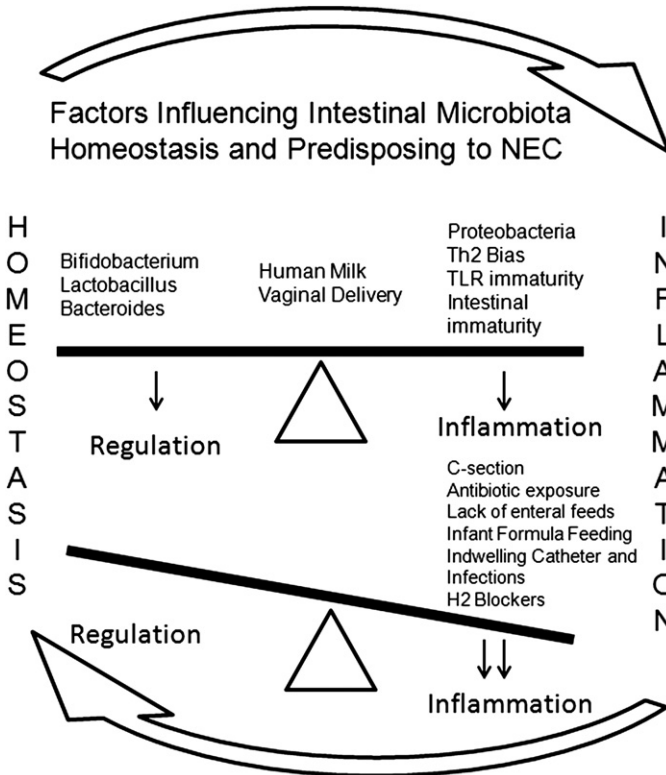 Factors Influencing Intestinal Microbiota
Homeostasis and Predisposing to NEC
HOMEOSTASIS
Bifidobacterium
Lactobacillus
Bacteroides
Human Milk
Vaginal Delivery
Proteobacteria
Th2 Bias
TLR immaturity
Intestinal
immaturity
INFLAMMATION
Regulation
Inflammation
C-section
Antibiotic exposure
Lack of enteral feeds
Infant Formula Feeding
Indwelling Catheter and
Infections
H2 Blockers
Regulation
Inflammation